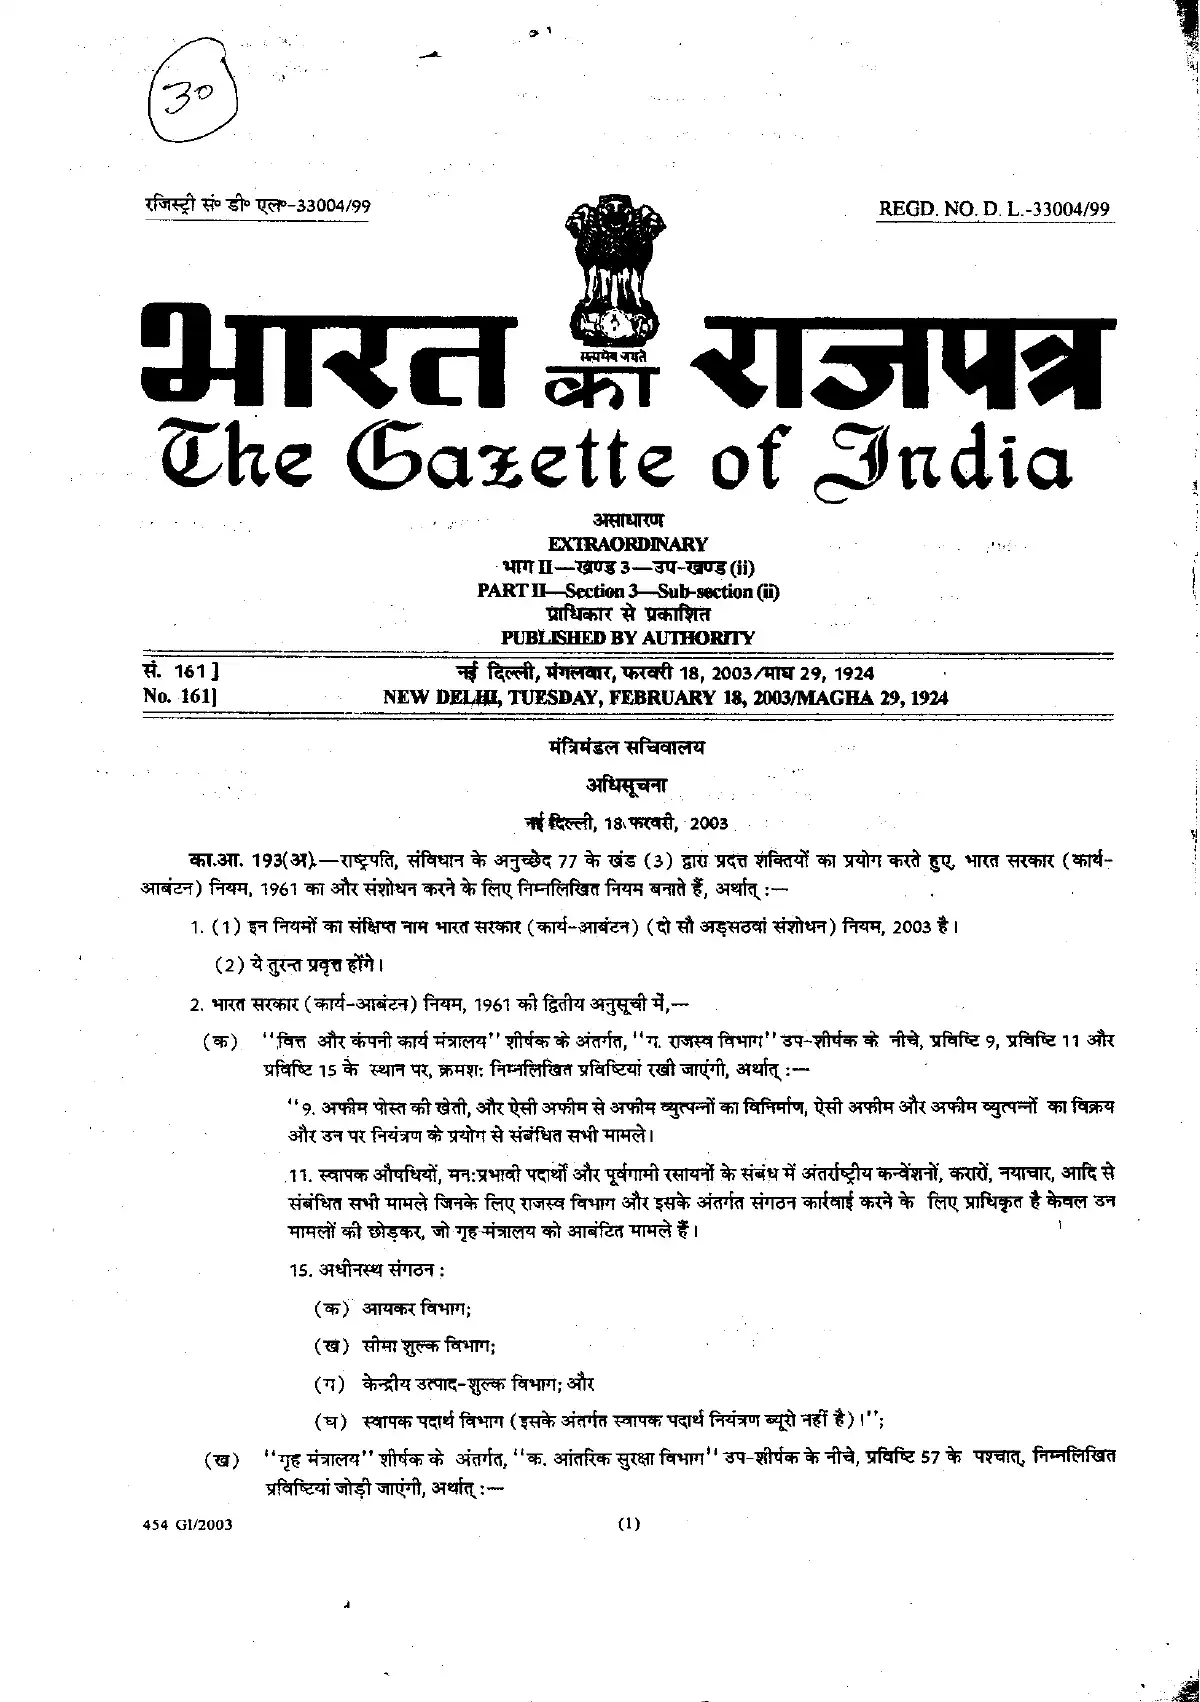 30
रजिस्ट्री सं० डी० एल०-33004/99
REGD. NO. D. L.-33004/99
सत्यमेव जयते
भारत का राजपत्र
The Gazette of India
असाधारण
EXTRAORDINARY
भाग II—खण्ड 3—उप-खण्ड (ii)
PART II—Section 3—Sub-section (ii)
प्राधिकार से प्रकाशित
PUBLISHED BY AUTHORITY
सं. 161] नई दिल्ली, मंगलवार, फरवरी 18, 2003/माघ 29, 1924
No. 161] NEW DELHI, TUESDAY, FEBRUARY 18, 2003/MAGHA 29, 1924
मंत्रिमंडल सचिवालय
अधिसूचना
नई दिल्ली, 18 फरवरी, 2003
का.आ. 193(अ).—राष्ट्रपति, संविधान के अनुच्छेद 77 के खंड (3) द्वारा प्रदत्त शक्तियों का प्रयोग करते हुए, भारत सरकार (कार्य-
आबंटन) नियम, 1961 का और संशोधन करने के लिए निम्नलिखित नियम बनाते हैं, अर्थात् :—
1. (1) इन नियमों का संक्षिप्त नाम भारत सरकार (कार्य-आबंटन) (दो सौ अड़सठवां संशोधन) नियम, 2003 है।
(2) ये तुरन्त प्रवृत्त होंगे।
2. भारत सरकार (कार्य-आबंटन) नियम, 1961 की द्वितीय अनुसूची में,—
(क) ''वित्त और कंपनी कार्य मंत्रालय'' शीर्षक के अंतर्गत, ''ग. राजस्व विभाग'' उप-शीर्षक के नीचे, प्रविष्टि 9, प्रविष्टि 11 और
प्रविष्टि 15 के स्थान पर, क्रमशः निम्नलिखित प्रविष्टियां रखी जाएंगी, अर्थात् :—
''9. अफीम पोस्त की खेती, और ऐसी अफीम से अफीम व्युत्पन्नों का विनिर्माण, ऐसी अफीम और अफीम व्युत्पन्नों का विक्रय
और उन पर नियंत्रण के प्रयोग से संबंधित सभी मामले।
11. स्वापक औषधियों, मन:प्रभावी पदार्थों और पूर्वगामी रसायनों के संबंध में अंतर्राष्ट्रीय कन्वेंशनों, करारों, नयाचार, आदि से
संबंधित सभी मामले जिनके लिए राजस्व विभाग और इसके अंतर्गत संगठन कार्रवाई करने के लिए प्राधिकृत है केवल उन
मामलों की छोड़कर, जो गृह मंत्रालय को आबंटित मामले हैं।
15. अधीनस्थ संगठन :
(क) आयकर विभाग;
(ख) सीमा शुल्क विभाग;
(ग) केन्द्रीय उत्पाद-शुल्क विभाग; और
(घ) स्वापक पदार्थ विभाग (इसके अंतर्गत स्वापक पदार्थ नियंत्रण ब्यूरो नहीं है)।'';
(ख) ''गृह मंत्रालय'' शीर्षक के अंतर्गत, ''क. आंतरिक सुरक्षा विभाग'' उप-शीर्षक के नीचे, प्रविष्टि 57 के पश्चात्, निम्नलिखित
प्रविष्टियां जोड़ी जाएंगी, अर्थात् :—
454 GI/2003
(1)